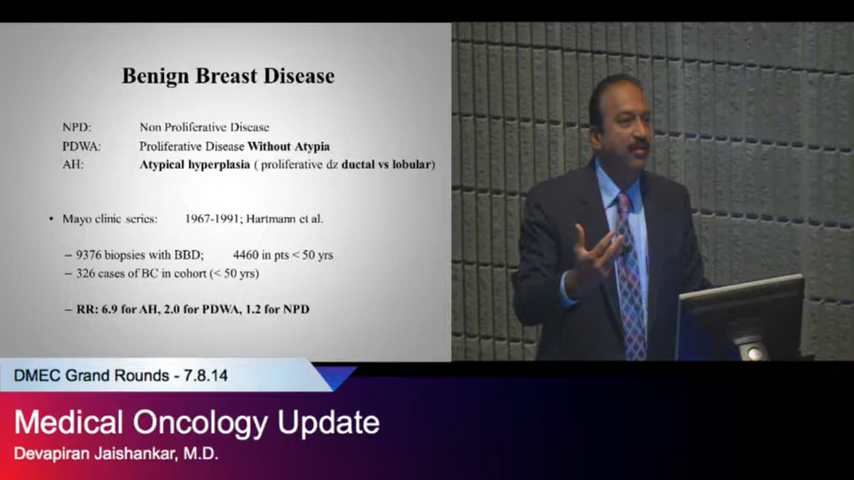 Benign Breast Disease
NPD: Non Proliferative Disease
PDWA: Proliferative Disease Without Atypia
AH: Atypical hyperplasia ( proliferative dz ductal vs lobular)
• Mayo clinic series: 1967-1991; Hartmann et al.
– 9376 biopsies with BBD; 4460 in pts < 50 yrs
– 326 cases of BC in cohort (< 50 yrs)
– RR: 6.9 for AH, 2.0 for PDWA, 1.2 for NPD
DMEC Grand Rounds - 7.8.14
Medical Oncology Update
Devapiran Jaishankar, M.D.